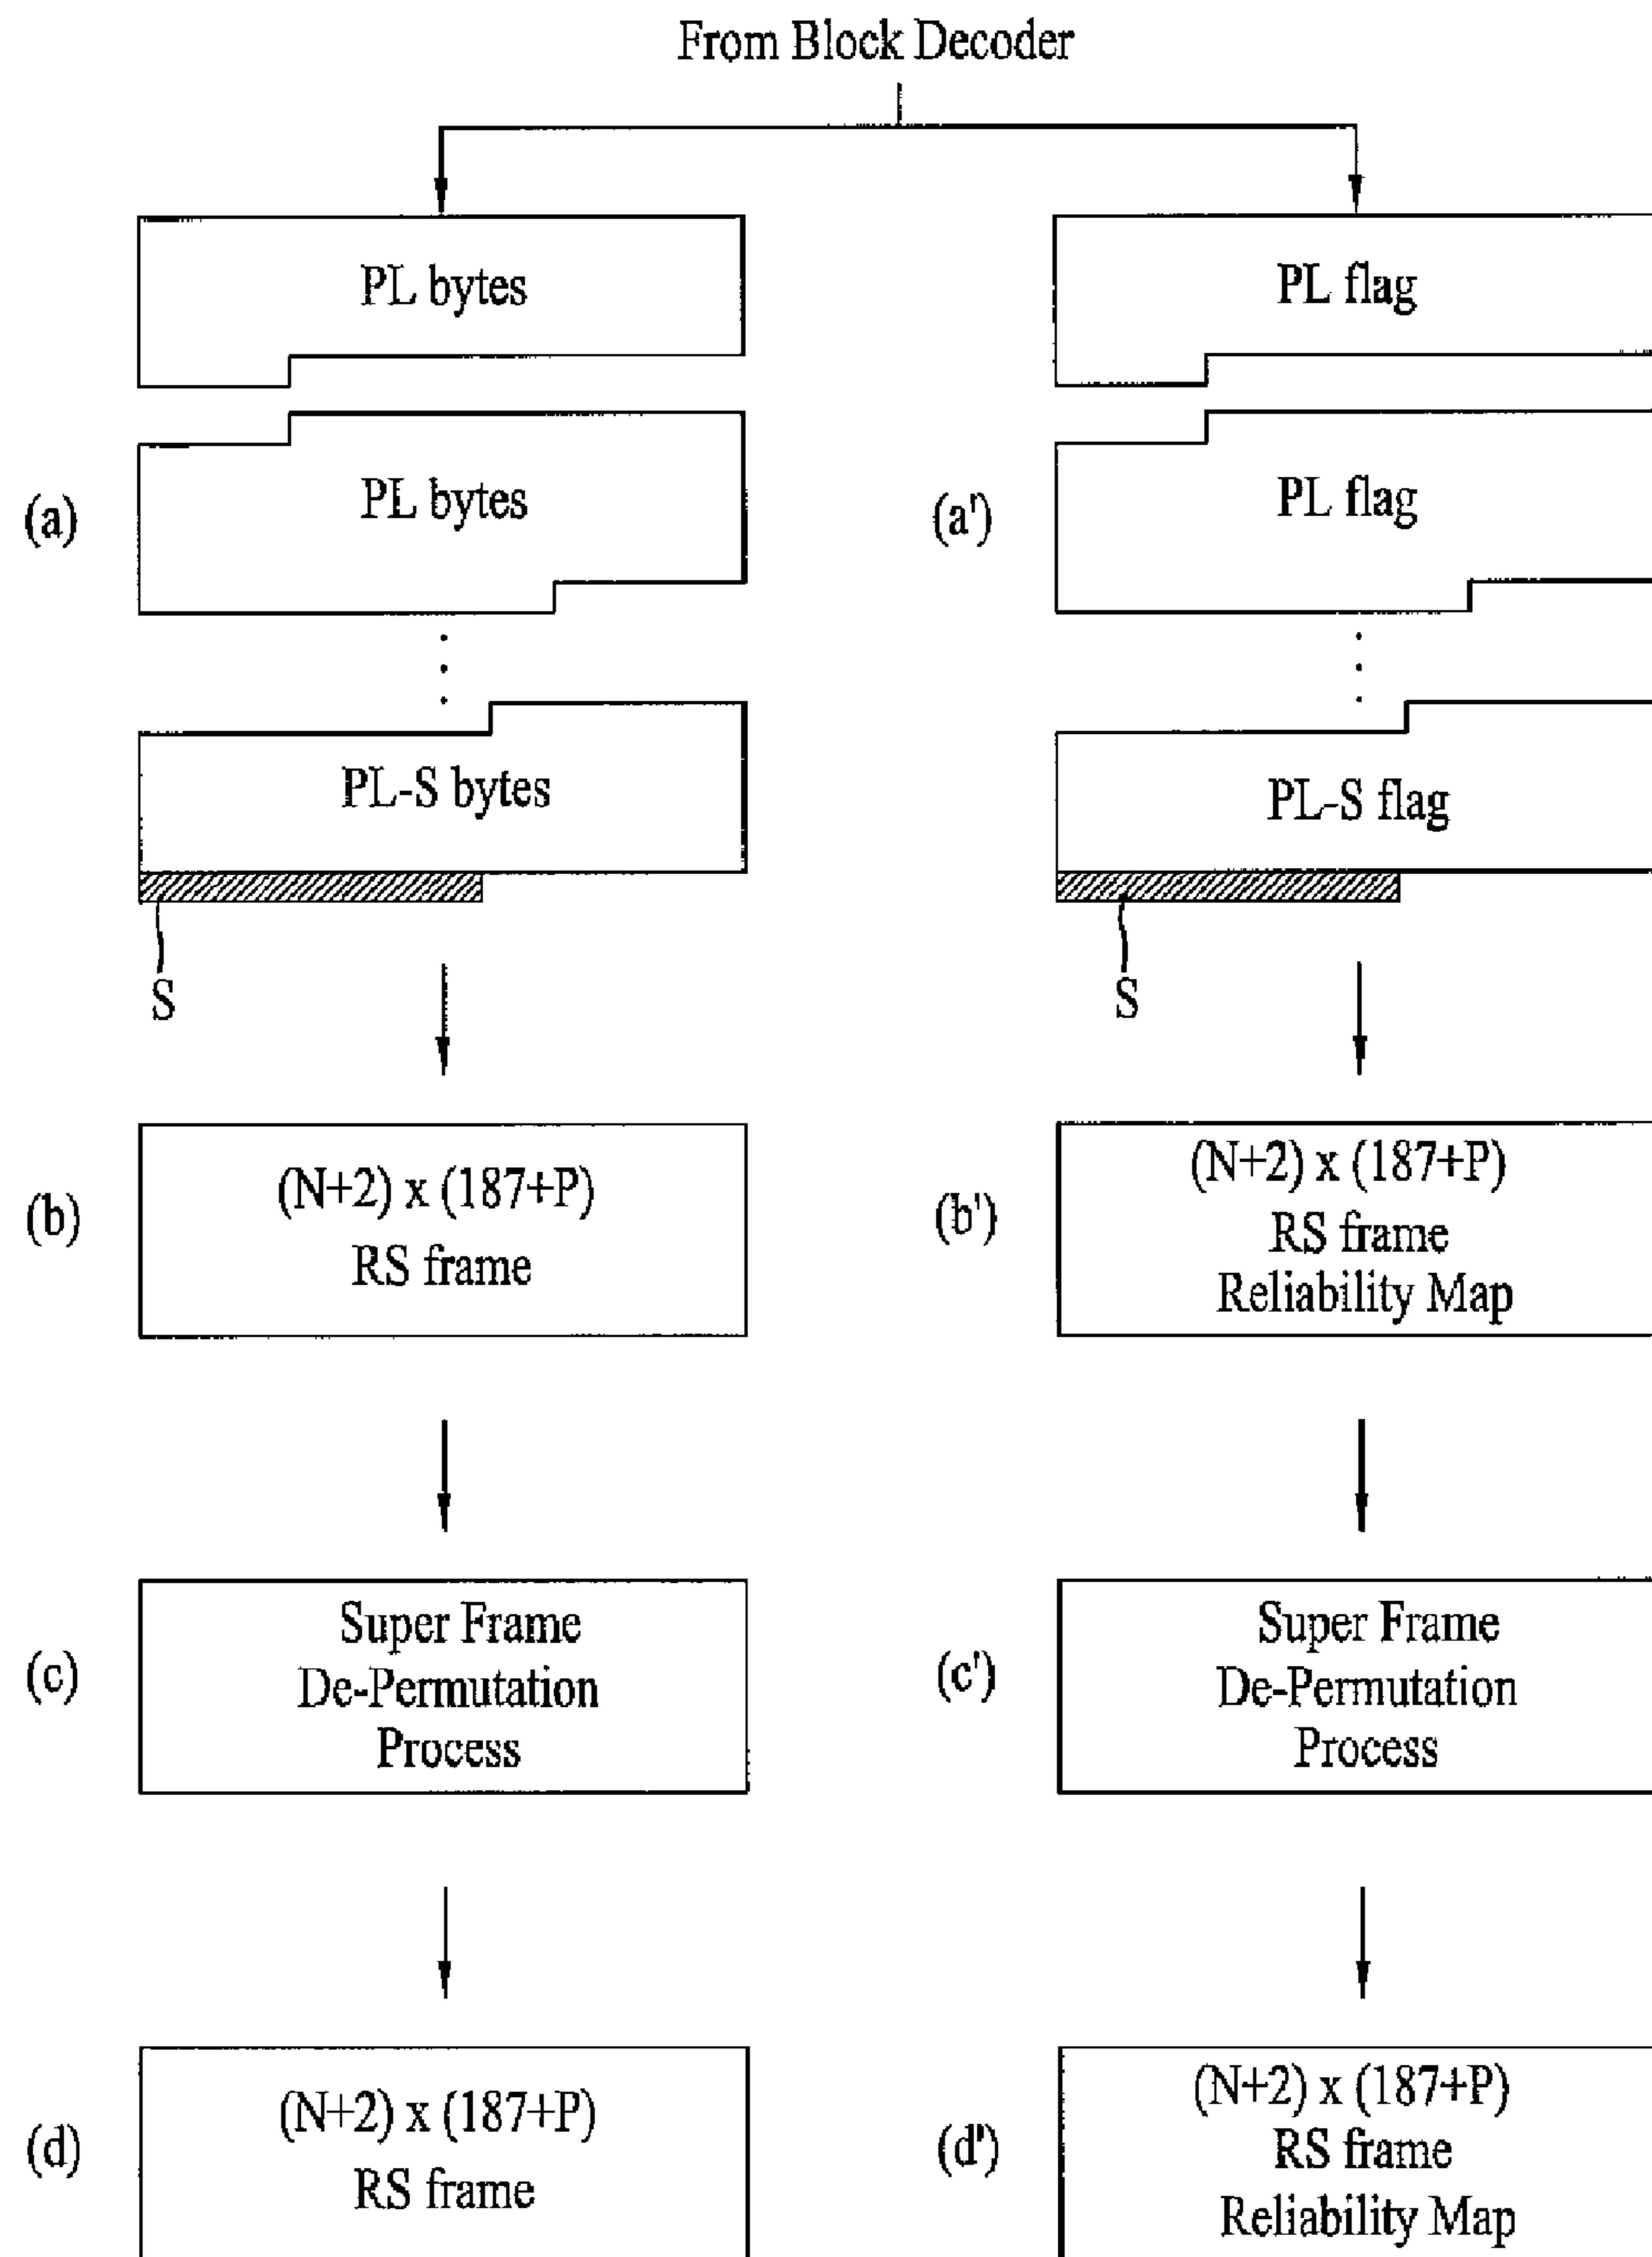 From Block Decoder
PL bytes
PL flag
(a)
PL bytes
(a')
PL flag
PL-S bytes
PL-S flag
S
S
(b)
(N+2) x (187+P)
RS frame
(b')
(N+2) x (187+P)
RS frame
Reliability Map
(c)
Super Frame
De-Permutation
Process
(c')
Super Frame
De-Permutation
Process
(d)
(N+2) x (187+P)
RS frame
(d')
(N+2) x (187+P)
RS frame
Reliability Map